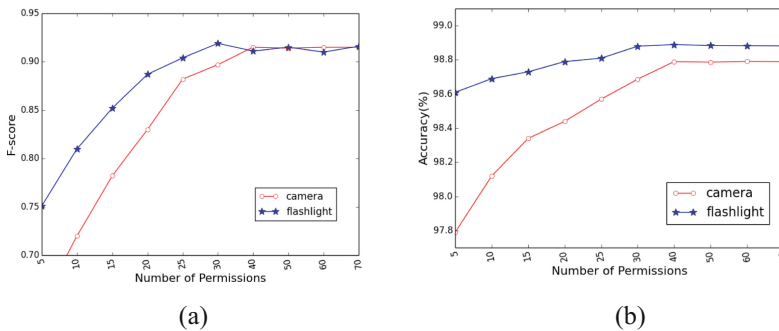 0.95
0.90
0.85
0.80
0.75
0.70
F-score
5 10 15 20 25 30 40 50 60 70
Number of Permissions
camera
flashlight
(a)
99.0
98.8
98.6
98.4
98.2
98.0
97.8
Accuracy(%)
5 10 15 20 25 30 40 50 60
Number of Permissions
camera
flashlight
(b)